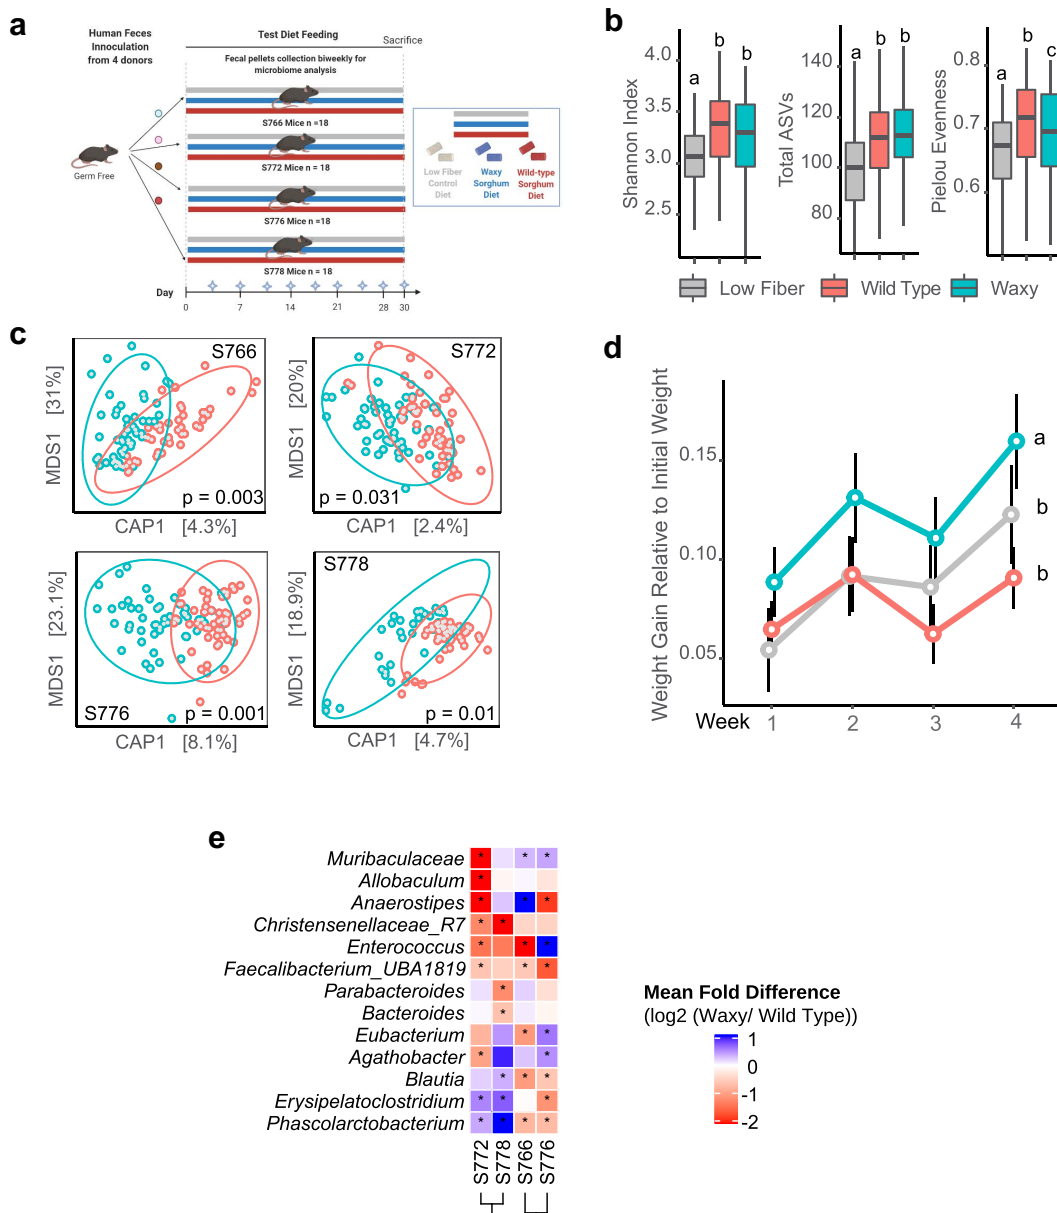 a
Human Feces
Innoculation
from 4 donors
Test Diet Feeding
Sacrifice
Fecal pellets collection biweekly for
microbiome analysis
S766 Mice n =18
S772 Mice n = 18
S776 Mice n =18
S778 Mice n = 18
Germ Free
Low Fiber
Control
Diet
Waxy
Sorghum
Diet
Wild-type
Sorghum
Diet
Day
0 7 14 21 28 30
b
Shannon Index
4.0
3.5
3.0
2.5
a b b
Total ASVs
140
120
100
80
a b b
Pielou Evenness
0.8
0.7
0.6
a b c
Low Fiber Wild Type Waxy
c
S766
MDS1 [31%]
p = 0.003
CAP1 [4.3%]
S772
MDS1 [20%]
p = 0.031
CAP1 [2.4%]
S776
MDS1 [23.1%]
p = 0.001
CAP1 [8.1%]
S778
MDS1 [18.9%]
p = 0.01
CAP1 [4.7%]
d
Weight Gain Relative to Initial Weight
0.15
0.10
0.05
a
b
b
Week 1 2 3 4
e
Muribaculaceae * * *
Allobaculum *
Anaerostipes * * *
Christensenellaceae_R7 * *
Enterococcus * * *
Faecalibacterium_UBA1819 * * *
Parabacteroides *
Bacteroides *
Eubacterium * *
Agathobacter * *
Blautia * * *
Erysipelatoclostridium * * *
Phascolarctobacterium * * * *
S772 S778 S766 S776
Mean Fold Difference
(log2 (Waxy/ Wild Type))
1
0
-1
-2